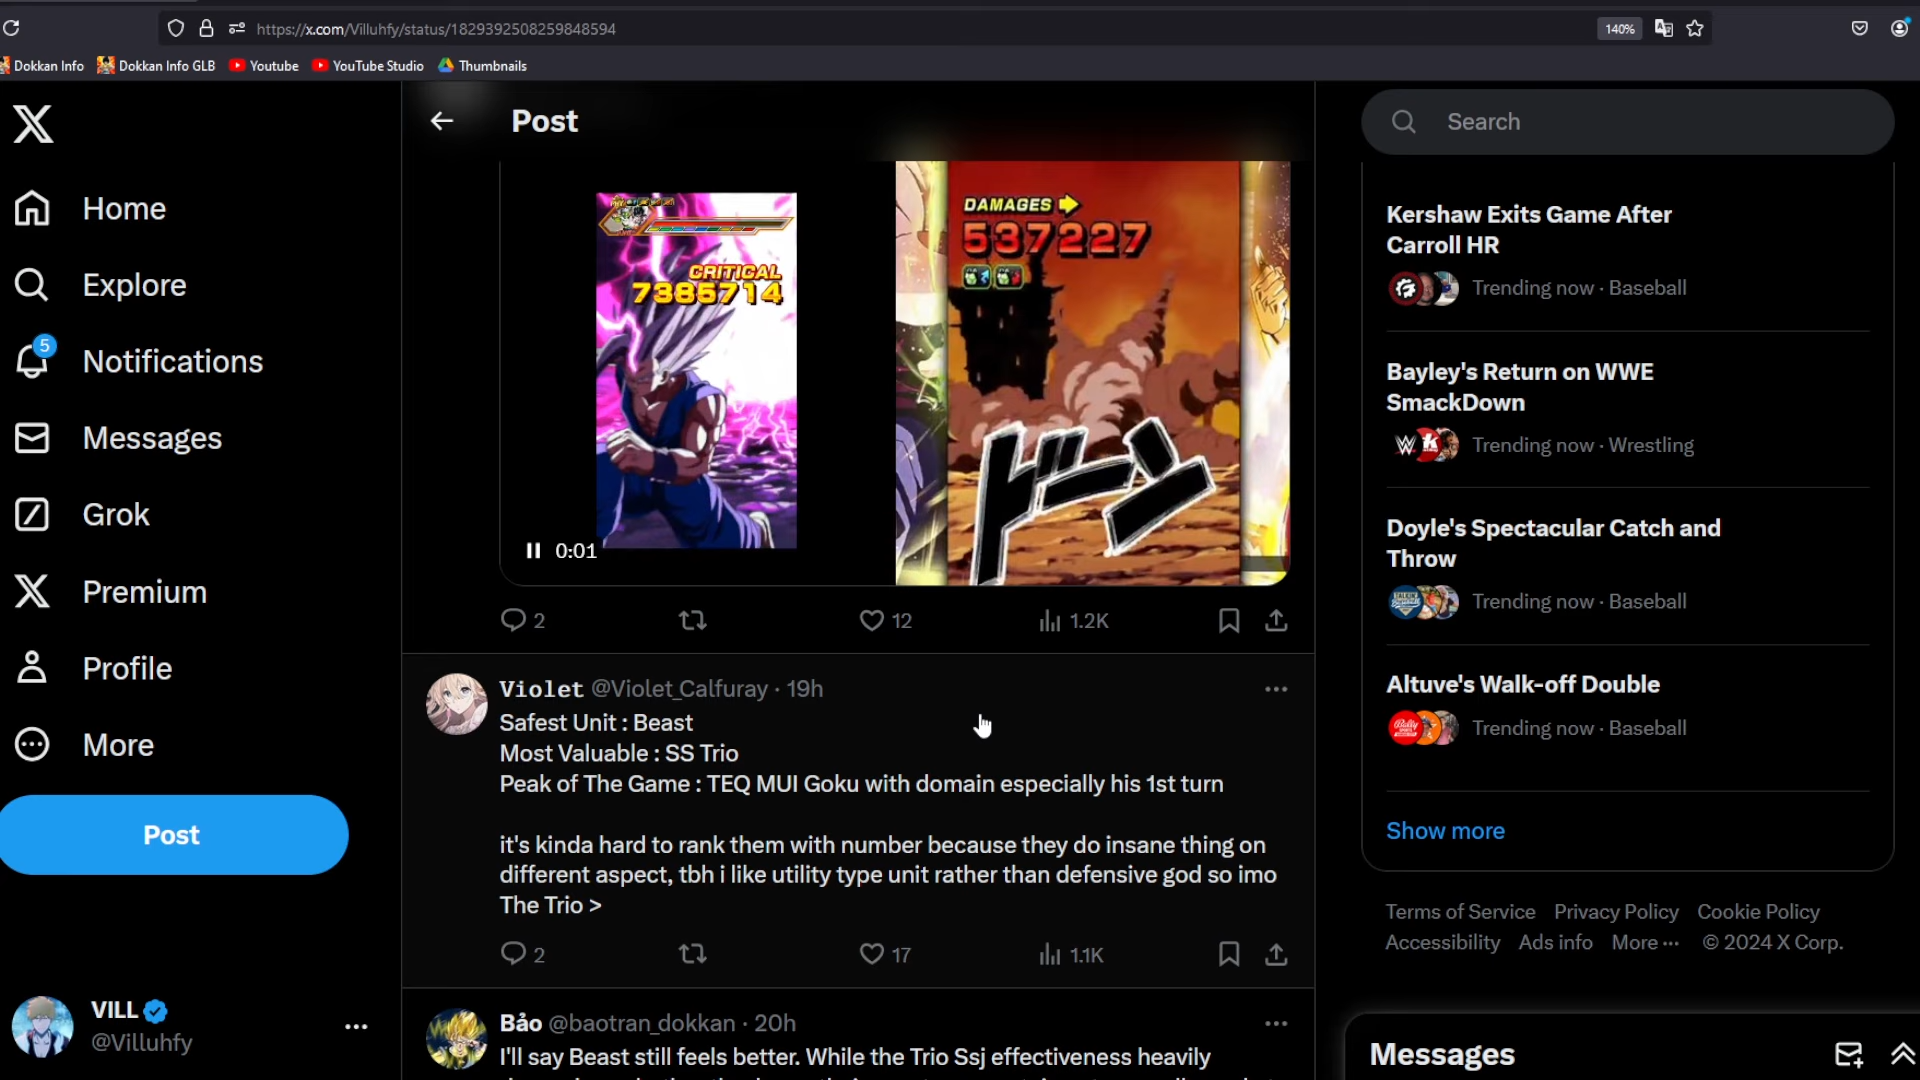 https://x.com/Villuhfy/status/1829392508259848594
140%
Dokkan Info
Dokkan Info GLB
Youtube
YouTube Studio
Thumbnails
Home
Explore
5
Notifications
Messages
Grok
Premium
Profile
More
Post
VILL
@Villuhfy
Post
CRITICAL
7385714
0:01
DAMAGES
537227
ドーン
2
12
1.2K
Violet @Violet_Calfuray · 19h
Safest Unit : Beast
Most Valuable : SS Trio
Peak of The Game : TEQ MUI Goku with domain especially his 1st turn
it's kinda hard to rank them with number because they do insane thing on
different aspect, tbh i like utility type unit rather than defensive god so imo
The Trio >
2
17
1.1K
Bảo @baotran_dokkan · 20h
I'll say Beast still feels better. While the Trio Ssj effectiveness heavily
Search
Kershaw Exits Game After
Carroll HR
Trending now · Baseball
Bayley's Return on WWE
SmackDown
Trending now · Wrestling
Doyle's Spectacular Catch and
Throw
Trending now · Baseball
Altuve's Walk-off Double
Trending now · Baseball
Show more
Terms of Service Privacy Policy Cookie Policy
Accessibility Ads info More ··· © 2024 X Corp.
Messages